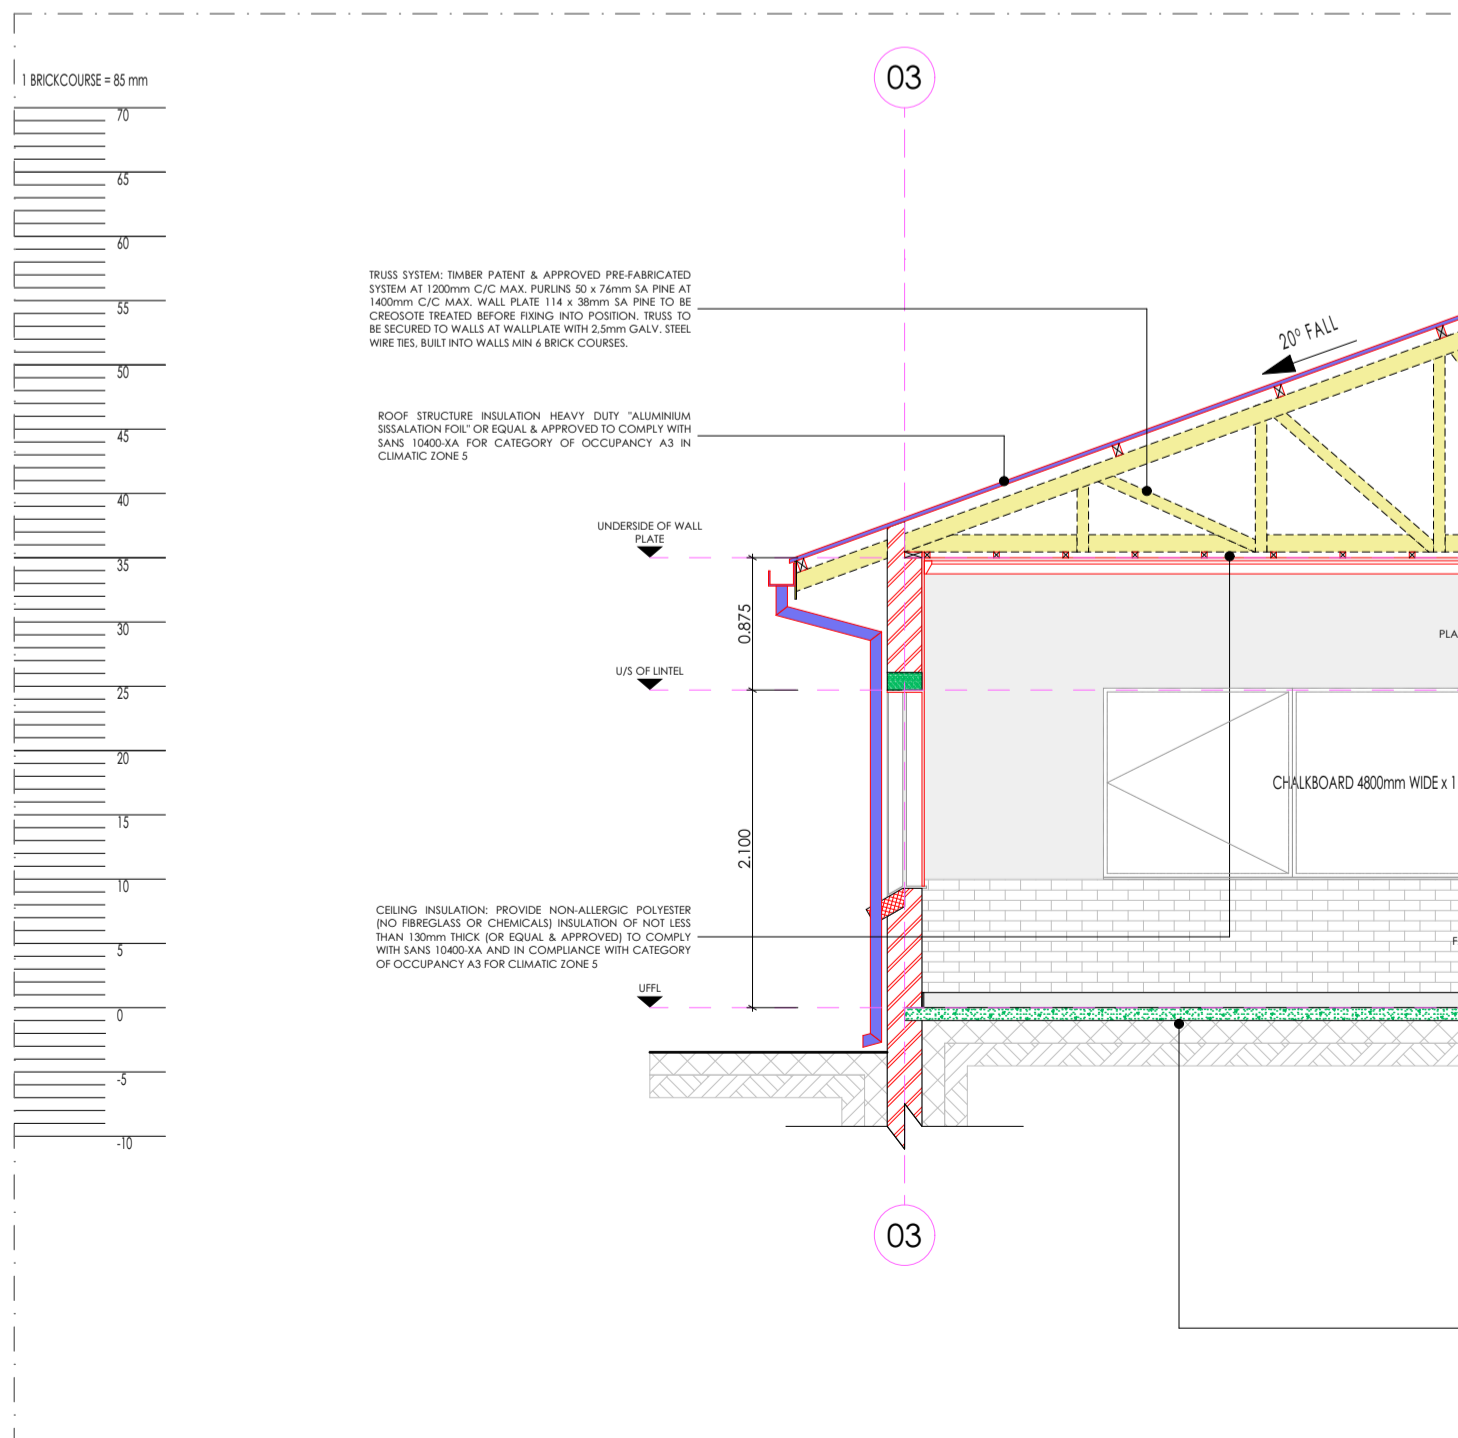 03
1 BRICKCOURSE = 85 mm
70
65
60
55
50
45
40
35
30
25
20
15
10
5
0
-5
-10
TRUSS SYSTEM: TIMBER PATENT & APPROVED PRE-FABRICATED
SYSTEM AT 1200mm C/C MAX. PURLINS 50 x 76mm SA PINE AT
1400mm C/C MAX. WALL PLATE 114 x 38mm SA PINE TO BE
CREOSOTE TREATED BEFORE FIXING INTO POSITION. TRUSS TO
BE SECURED TO WALLS AT WALLPLATE WITH 2,5mm GALV. STEEL
WIRE TIES, BUILT INTO WALLS MIN 6 BRICK COURSES.
20° FALL
ROOF STRUCTURE INSULATION HEAVY DUTY "ALUMINIUM
SISSALATION FOIL" OR EQUAL & APPROVED TO COMPLY WITH
SANS 10400-XA FOR CATEGORY OF OCCUPANCY A3 IN
CLIMATIC ZONE 5
UNDERSIDE OF WALL
PLATE
0.875
PLA
U/S OF LINTEL
CHALKBOARD 4800mm WIDE x 1
2.100
CEILING INSULATION: PROVIDE NON-ALLERGIC POLYESTER
(NO FIBREGLASS OR CHEMICALS) INSULATION OF NOT LESS
THAN 130mm THICK (OR EQUAL & APPROVED) TO COMPLY
WITH SANS 10400-XA AND IN COMPLIANCE WITH CATEGORY
OF OCCUPANCY A3 FOR CLIMATIC ZONE 5
F
UFFL
03